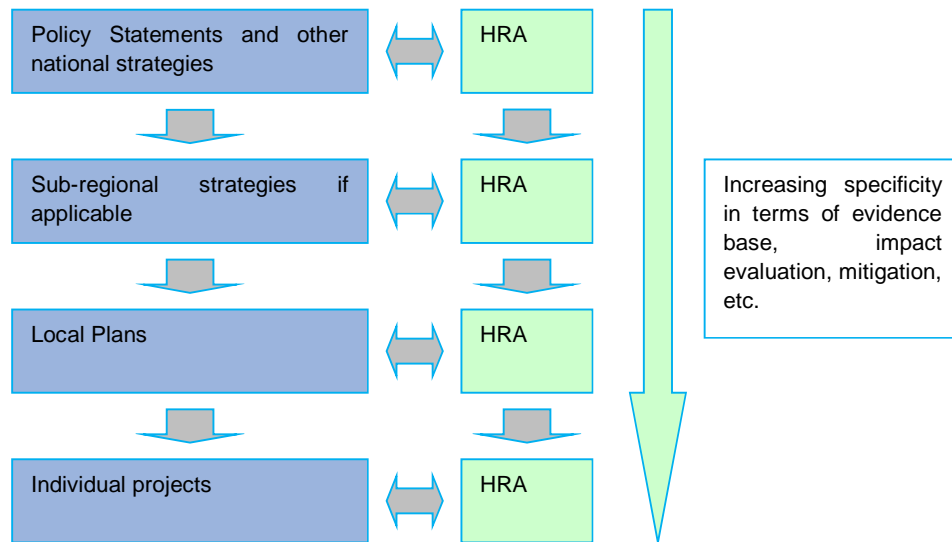 Policy Statements and other
national strategies
HRA
Sub-regional strategies if
applicable
HRA
Increasing specificity
in terms of evidence
base, impact
evaluation, mitigation,
etc.
Local Plans
HRA
Individual projects
HRA